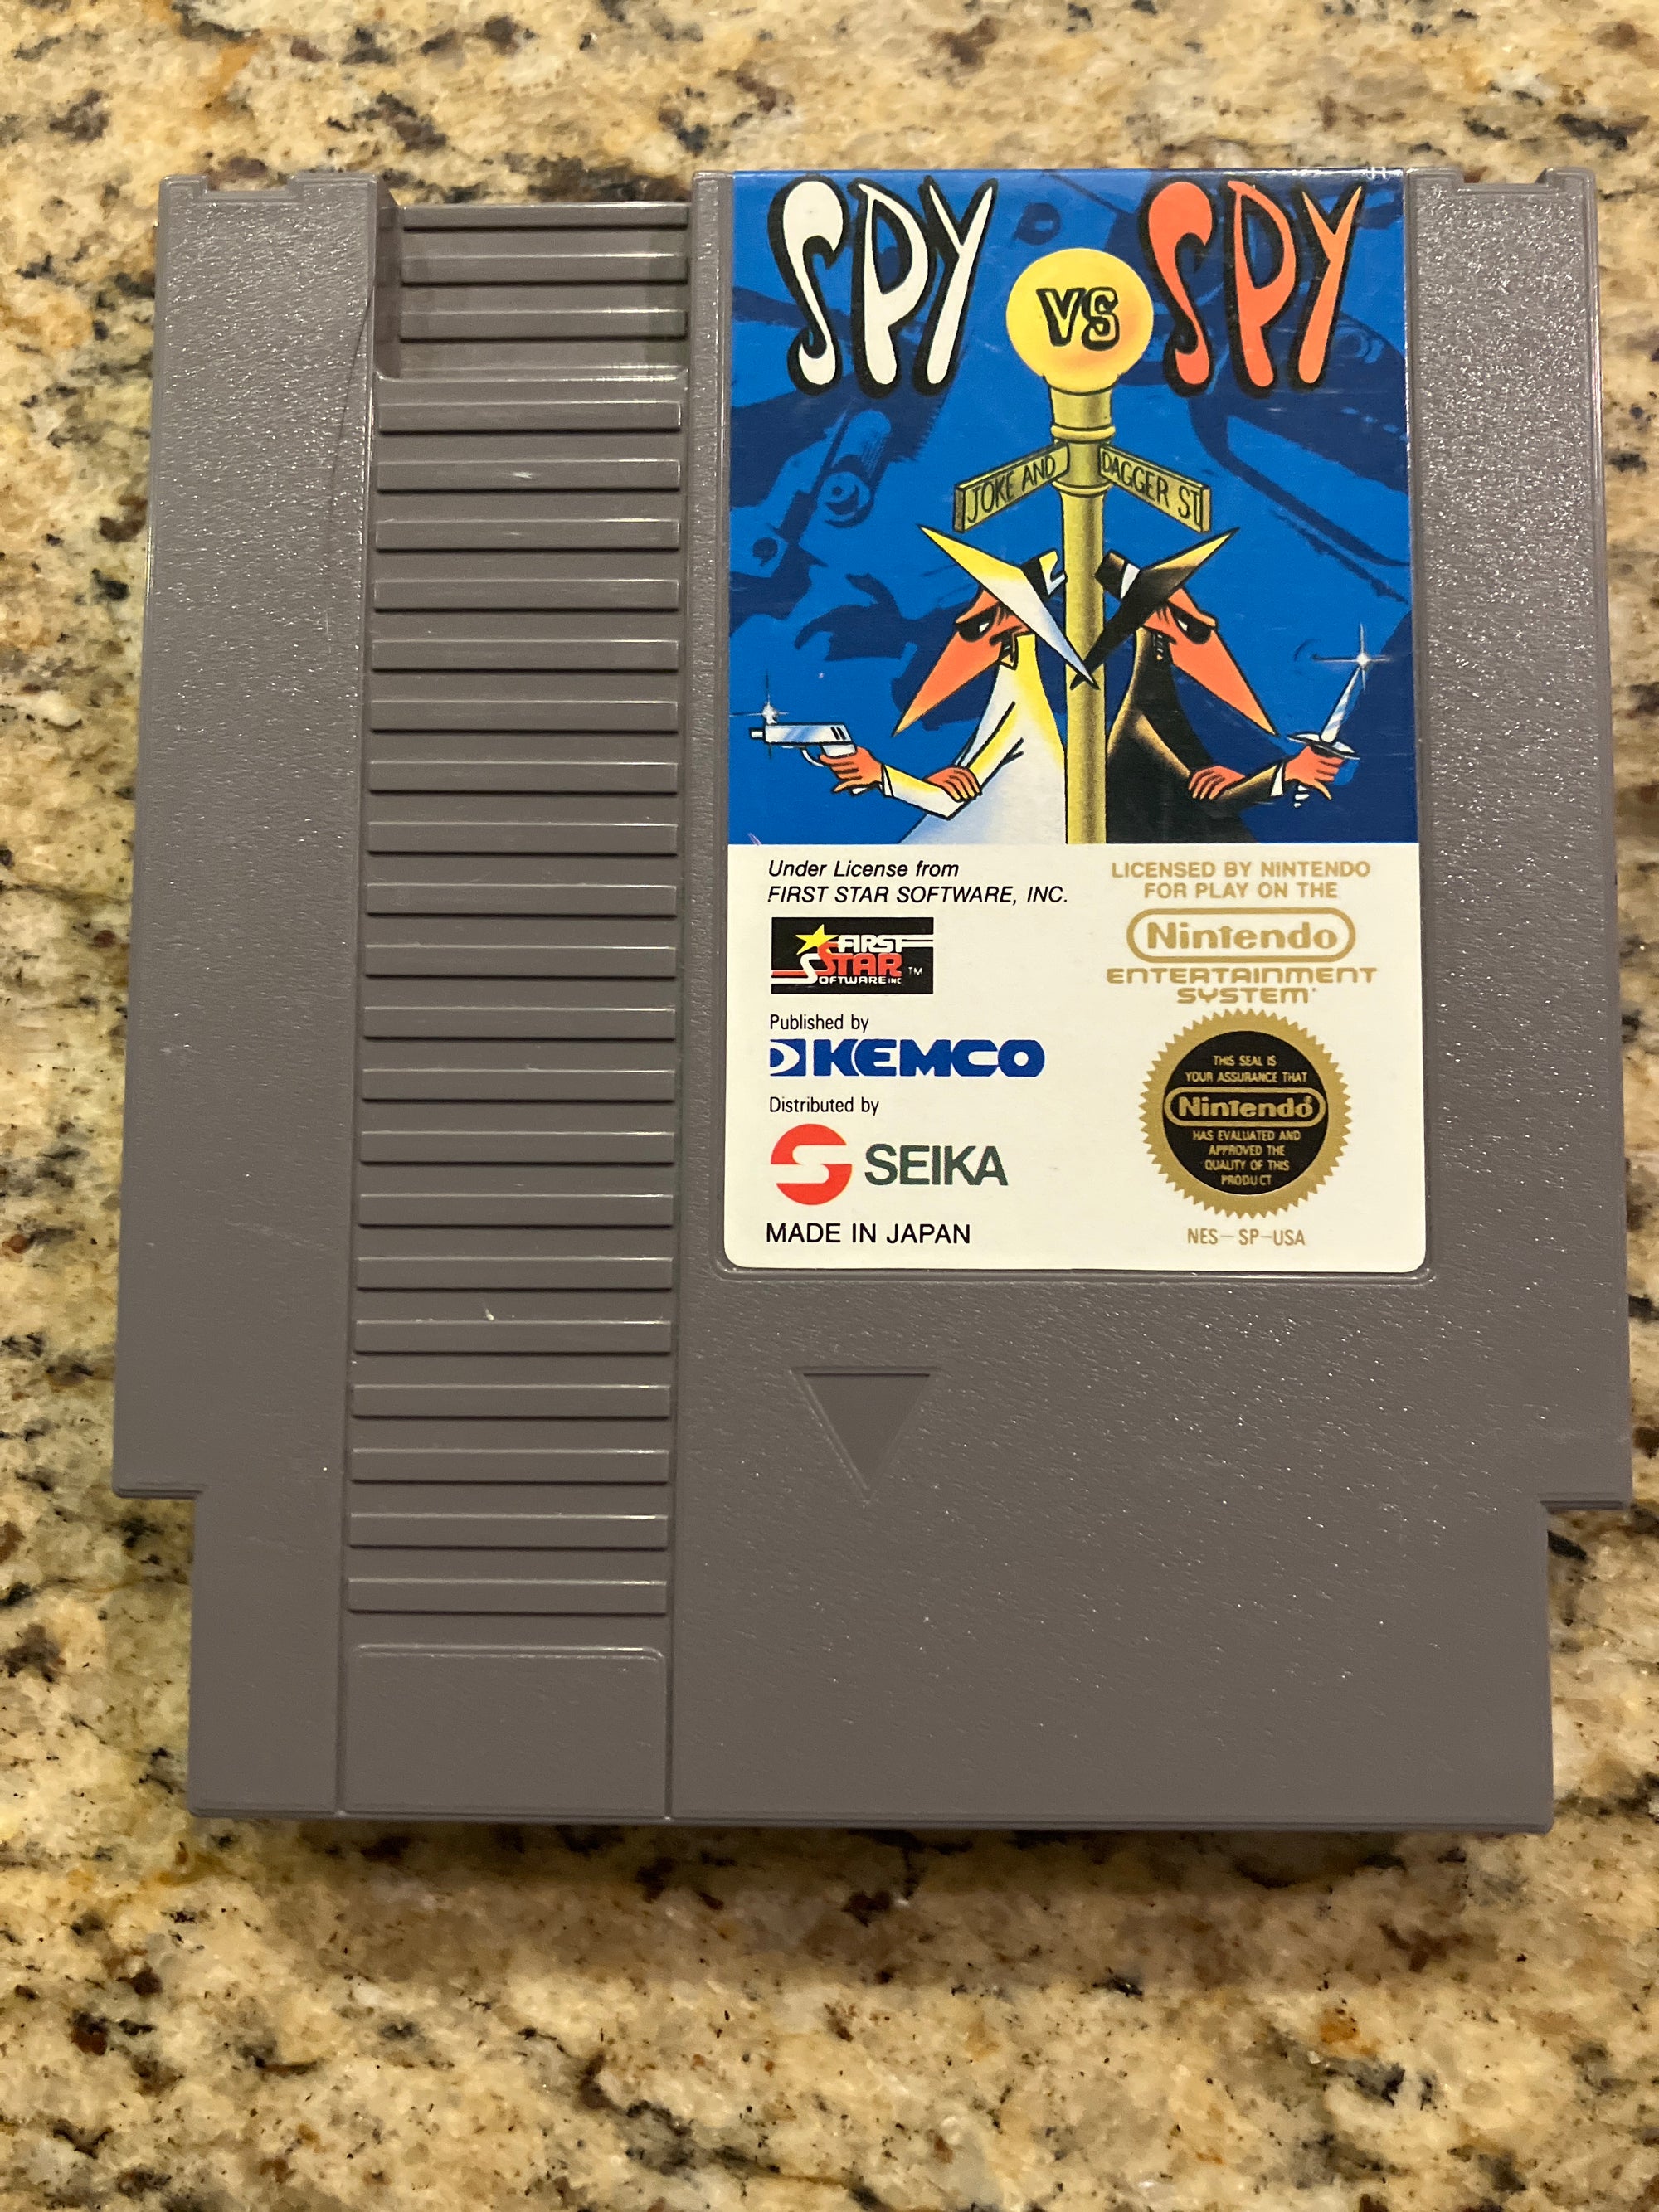 SPY VS SPY
JOKE AND DAGGER ST.
Under License from
FIRST STAR SOFTWARE, INC.
FIRST
STAR TM
SOFTWARE INC
Published by
KEMCO
Distributed by
SEIKA
MADE IN JAPAN
LICENSED BY NINTENDO
FOR PLAY ON THE
Nintendo
ENTERTAINMENT
SYSTEM
THIS SEAL IS
YOUR ASSURANCE THAT
Nintendo®
HAS EVALUATED AND
APPROVED THE
QUALITY OF THIS
PRODUCT
NES-SP-USA